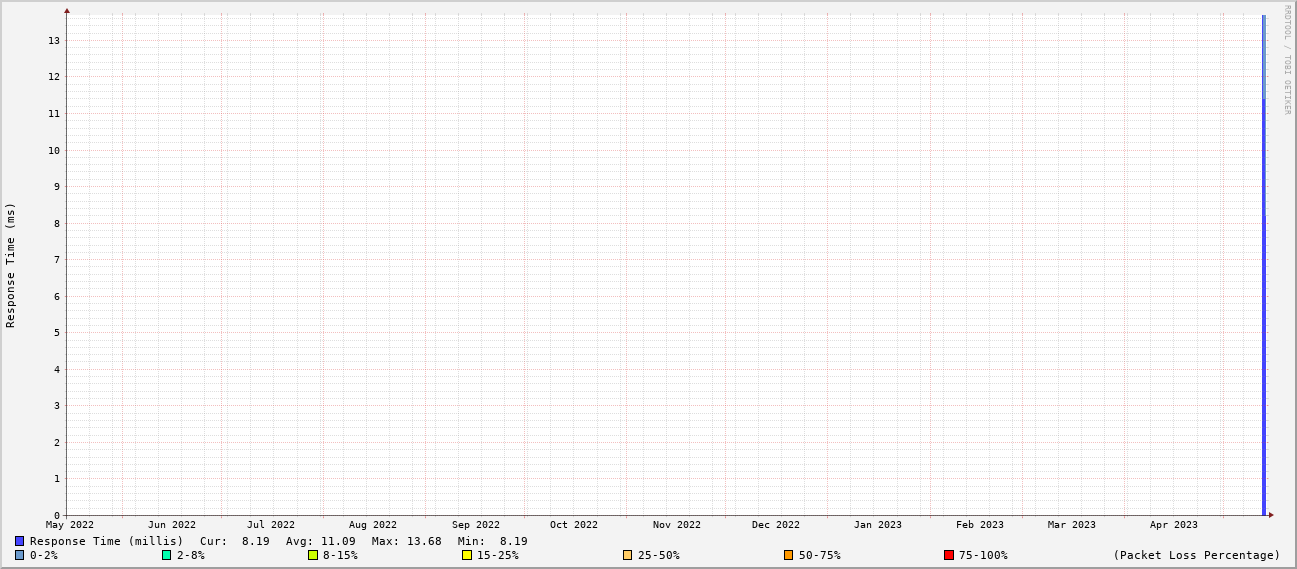 RRDTOOL / TOBI OETIKER
Response Time (ms)
13
12
11
10
9
8
7
6
5
4
3
2
1
0
May 2022 Jun 2022 Jul 2022 Aug 2022 Sep 2022 Oct 2022 Nov 2022 Dec 2022 Jan 2023 Feb 2023 Mar 2023 Apr 2023
Response Time (millis) Cur: 8.19 Avg: 11.09 Max: 13.68 Min: 8.19
0-2% 2-8% 8-15% 15-25% 25-50% 50-75% 75-100% (Packet Loss Percentage)